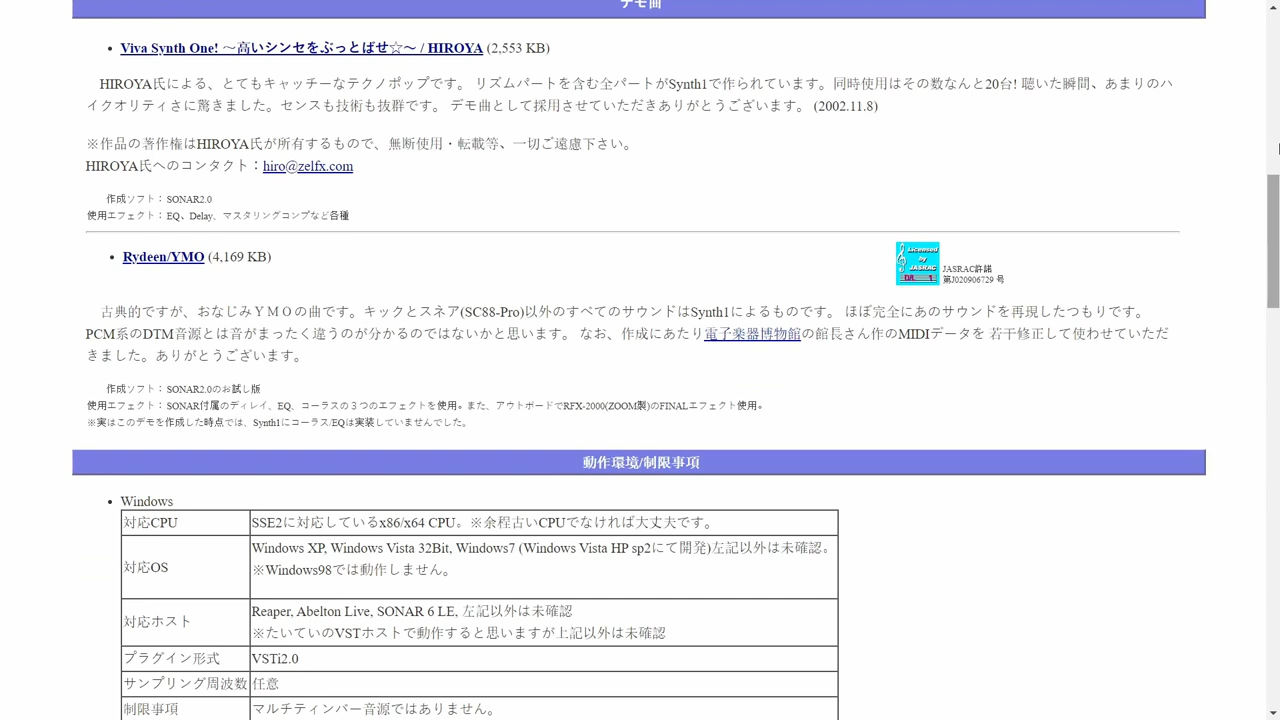 デモ曲
Viva Synth One! ～高いシンセをぶっとばせ☆～ / HIROYA (2,553 KB)
HIROYA氏による、とてもキャッチーなテクノポップです。 リズムパートを含む全パートがSynth1で作られています。同時使用はその数なんと20台! 聴いた瞬間、あまりのハ
イクオリティさに驚きました。センスも技術も抜群です。 デモ曲として採用させていただきありがとうございます。 (2002.11.8)
※作品の著作権はHIROYA氏が所有するもので、無断使用・転載等、一切ご遠慮下さい。
HIROYA氏へのコンタクト：hiro@zelfx.com
作成ソフト： SONAR2.0
使用エフェクト： EQ、Delay、マスタリングコンプなど各種
Rydeen/YMO (4,169 KB)
Licensed
by
JASRAC
JASRAC許諾
第J020906729 号
古典的ですが、おなじみＹＭＯの曲です。キックとスネア(SC88-Pro)以外のすべてのサウンドはSynth1によるものです。 ほぼ完全にあのサウンドを再現したつもりです。
PCM系のDTM音源とは音がまったく違うのが分かるのではないかと思います。 なお、作成にあたり電子楽器博物館の館長さん作のMIDIデータを 若干修正して使わせていただ
きました。ありがとうございます。
作成ソフト： SONAR2.0のお試し版
使用エフェクト： SONAR付属のディレイ、EQ、コーラスの３つのエフェクトを使用。また、アウトボードでRFX-2000(ZOOM製)のFINALエフェクト使用。
※実はこのデモを作成した時点では、Synth1にコーラス/EQは実装していませんでした。
動作環境/制限事項
Windows
対応CPU SSE2に対応しているx86/x64 CPU。※余程古いCPUでなければ大丈夫です。
対応OS Windows XP, Windows Vista 32Bit, Windows7 (Windows Vista HP sp2にて開発)左記以外は未確認。
※Windows98では動作しません。
対応ホスト Reaper, Abelton Live, SONAR 6 LE, 左記以外は未確認
※たいていのVSTホストで動作すると思いますが上記以外は未確認
プラグイン形式 VSTi2.0
サンプリング周波数 任意
制限事項 マルチティンバー音源ではありません。